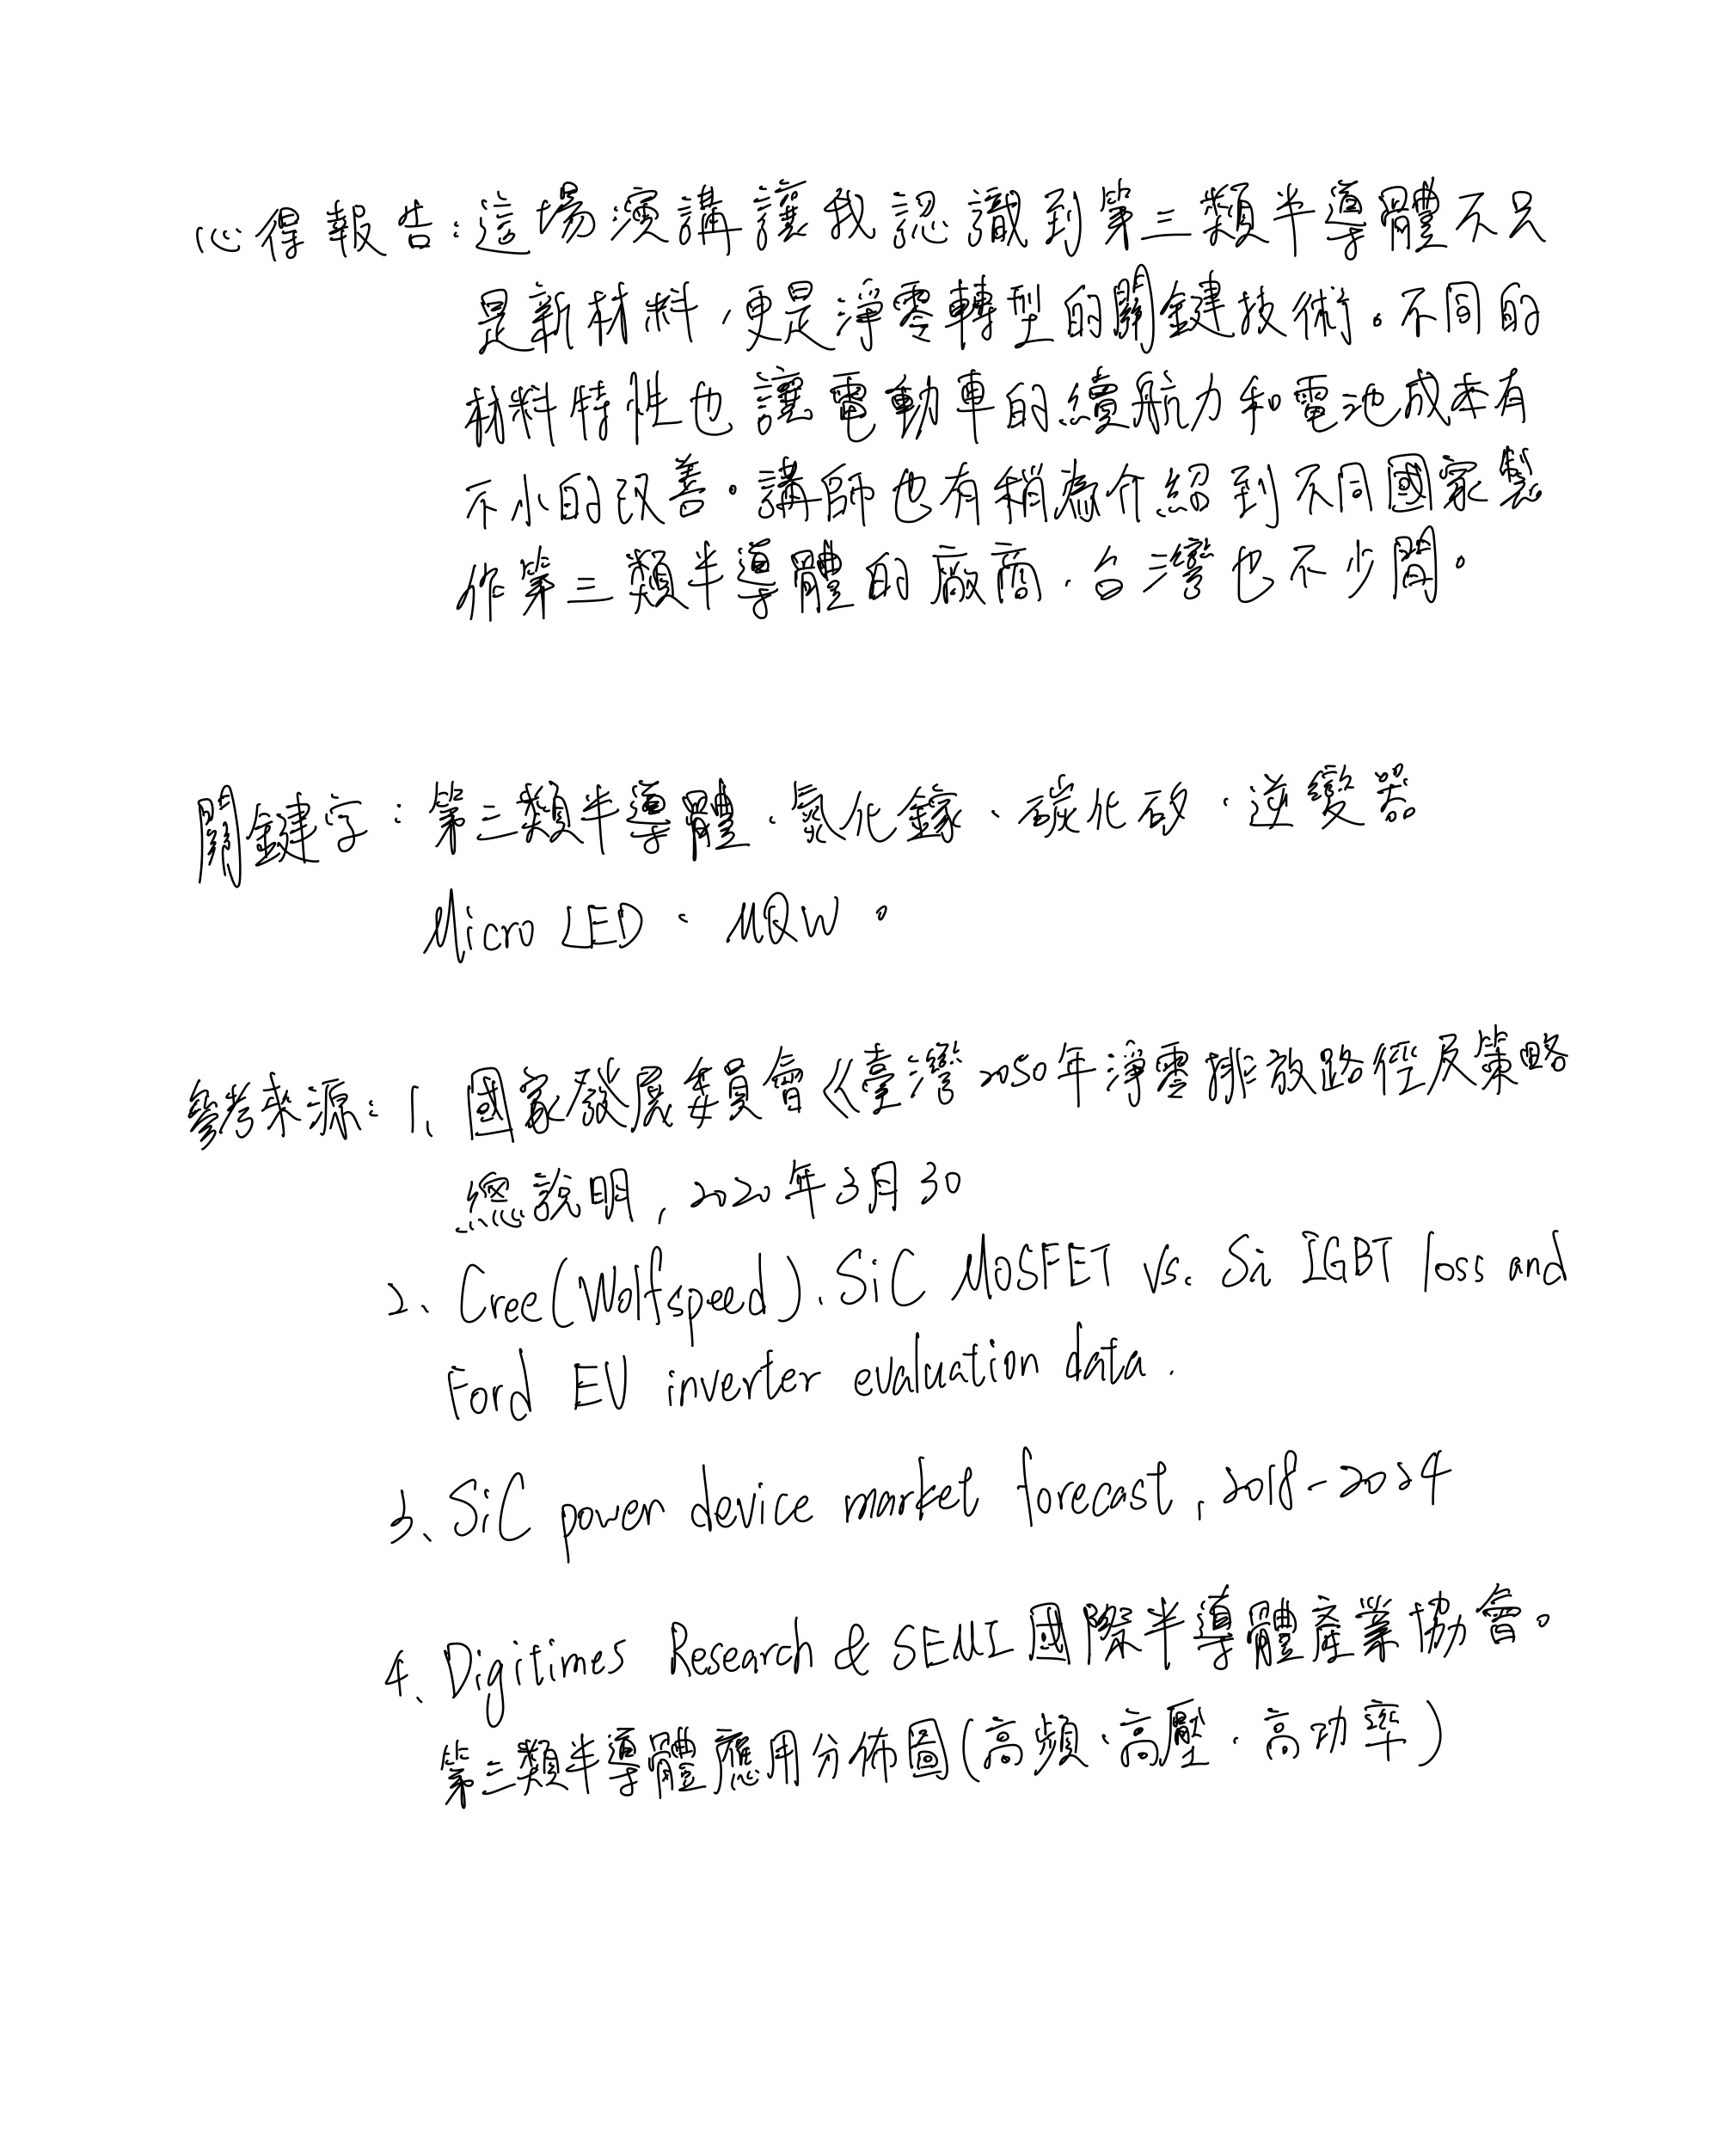 心得報告:這場演講讓我認識到第三類半導體不只
是新材料,更是淨零轉型的關鍵技術。不同的
材料特性也讓電動車的續航力和電池成本有
不小的改善。講師也有稍為介紹到不同國家製
作第三類半導體的廠商、台灣也不少間。
關鍵字:第三類半導體、氮化鎵、碳化矽、逆變器
Micro LED、MQW。
參考來源:1、國家發展委員會《臺灣2050年淨零排放路徑及策略
總說明,2020年3月30
2、Cree(Wolfspeed)、SiC MOSFET Vs. Si IGBT loss and
Ford EV inverter evaluation data.
3、SiC power device market forecast, 2018-2024
4、Digitimes Research & SEMI國際半導體產業協會。
第三類半導體應用分佈圖(高頻、高壓、高功率)